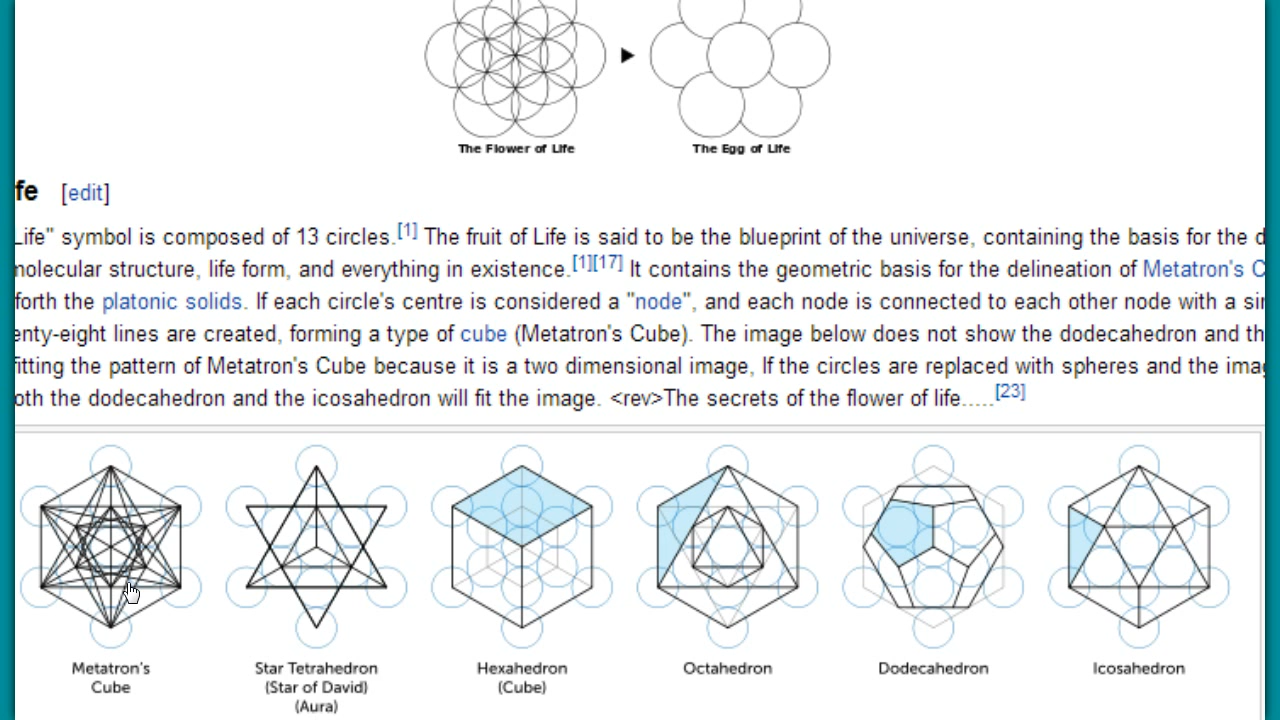 The Flower of Life
The Egg of Life
fe [edit]
Life" symbol is composed of 13 circles.[1] The fruit of Life is said to be the blueprint of the universe, containing the basis for the d
molecular structure, life form, and everything in existence.[1][17] It contains the geometric basis for the delineation of Metatron's C
forth the platonic solids. If each circle's centre is considered a "node", and each node is connected to each other node with a sin
enty-eight lines are created, forming a type of cube (Metatron's Cube). The image below does not show the dodecahedron and th
fitting the pattern of Metatron's Cube because it is a two dimensional image, If the circles are replaced with spheres and the imag
oth the dodecahedron and the icosahedron will fit the image. <rev>The secrets of the flower of life.....[23]
Metatron's
Cube
Star Tetrahedron
(Star of David)
(Aura)
Hexahedron
(Cube)
Octahedron
Dodecahedron
Icosahedron